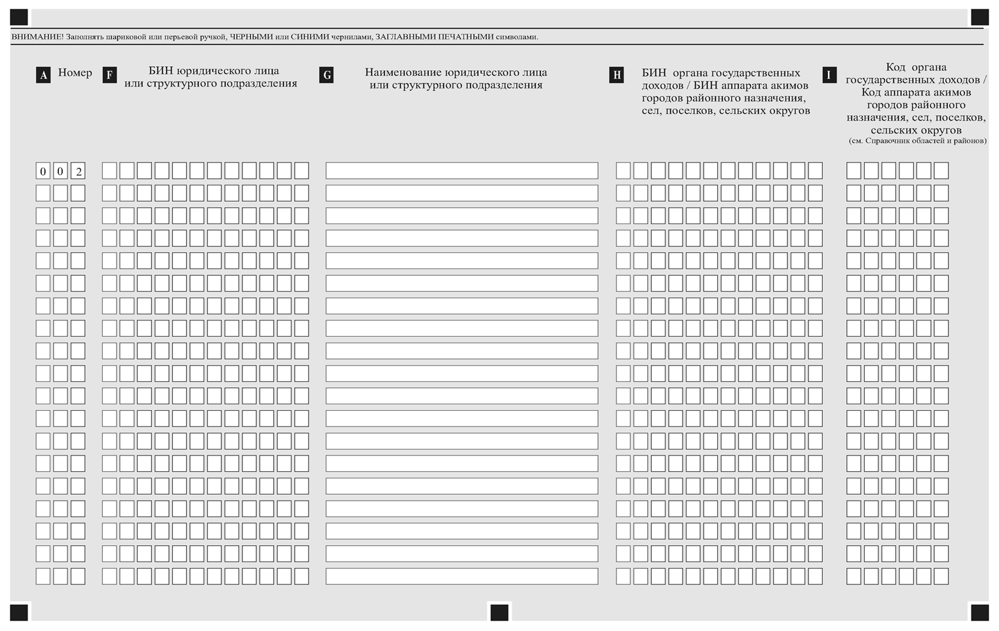 ВНИМАНИЕ! Заполнять шариковой или перьевой ручкой, ЧЕРНЫМИ или СИНИМИ чернилами, ЗАГЛАВНЫМИ ПЕЧАТНЫМИ символами.
A Номер
F БИН юридического лица
или структурного подразделения
G Наименование юридического лица
или структурного подразделения
H БИН органа государственных
доходов / БИН аппарата акимов
городов районного назначения,
сел, поселков, сельских округов
I Код органа
государственных доходов /
Код аппарата акимов
городов районного
назначения, сел, поселков,
сельских округов
(см. Справочник областей и районов)
0 0 2